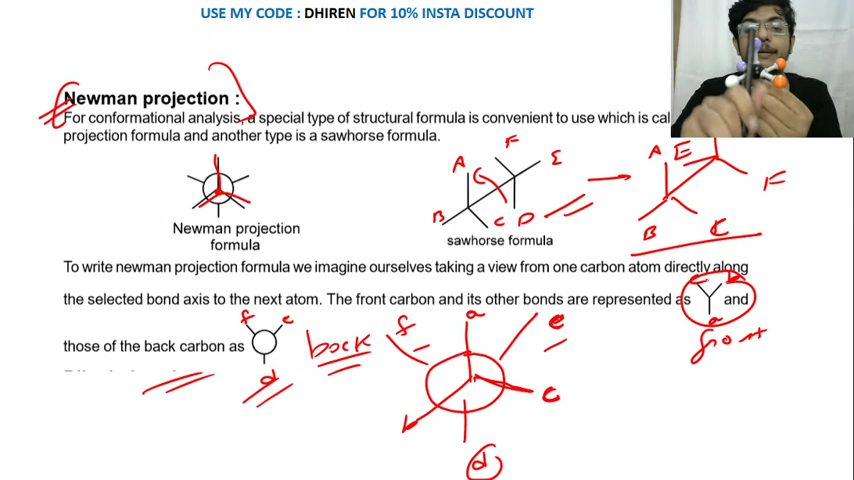 USE MY CODE : DHIREN FOR 10% INSTA DISCOUNT
Newman projection :
For conformational analysis, a special type of structural formula is convenient to use which is cal
projection formula and another type is a sawhorse formula.
A F E
B C D
A E
F
B C
Newman projection
formula
sawhorse formula
To write newman projection formula we imagine ourselves taking a view from one carbon atom directly along
the selected bond axis to the next atom. The front carbon and its other bonds are represented as and
c b
a
front
those of the back carbon as
f e
d
back
f a e
b c
d